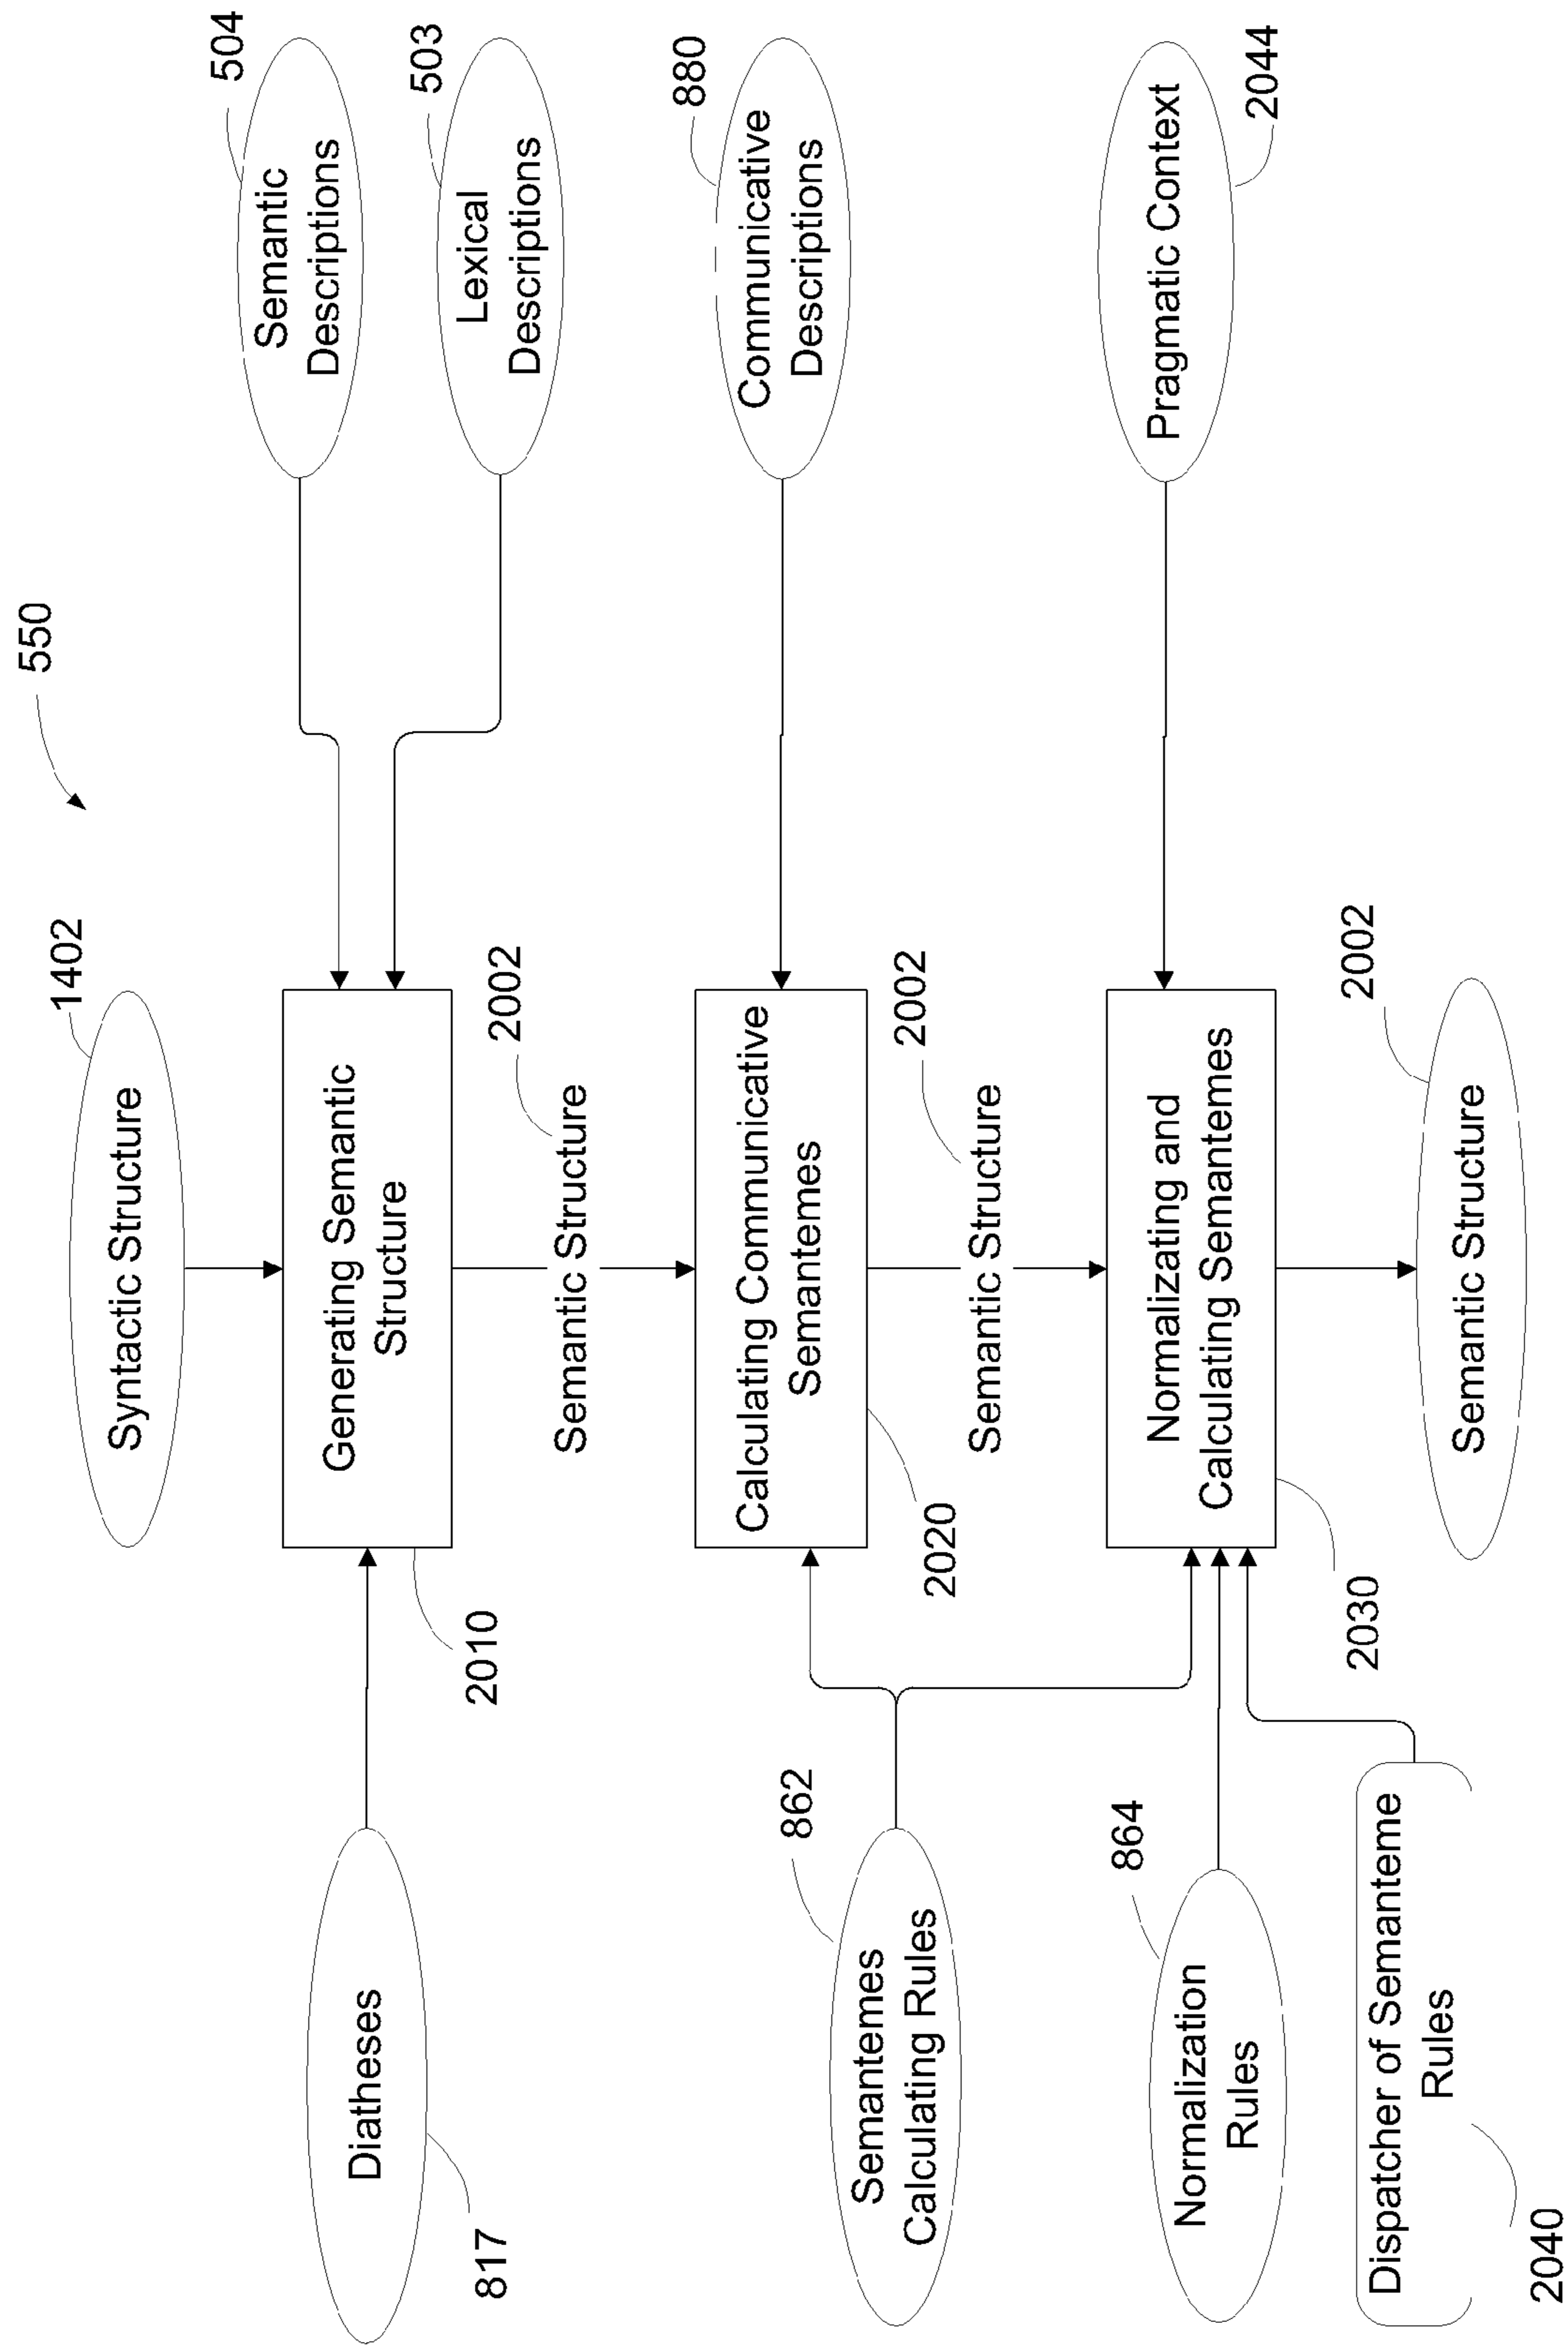 550
1402
Syntactic Structure
504
Semantic
Descriptions
503
Lexical
Descriptions
Diatheses
817
Generating Semantic
Structure
2010
2002
Semantic Structure
880
Communicative
Descriptions
862
Semantemes
Calculating Rules
Calculating Communicative
Semantemes
2020
2002
Semantic Structure
864
Normalization
Rules
Normalizating and
Calculating Semantemes
2030
Pragmatic Context
2044
Dispatcher of Semanteme
Rules
2040
2002
Semantic Structure